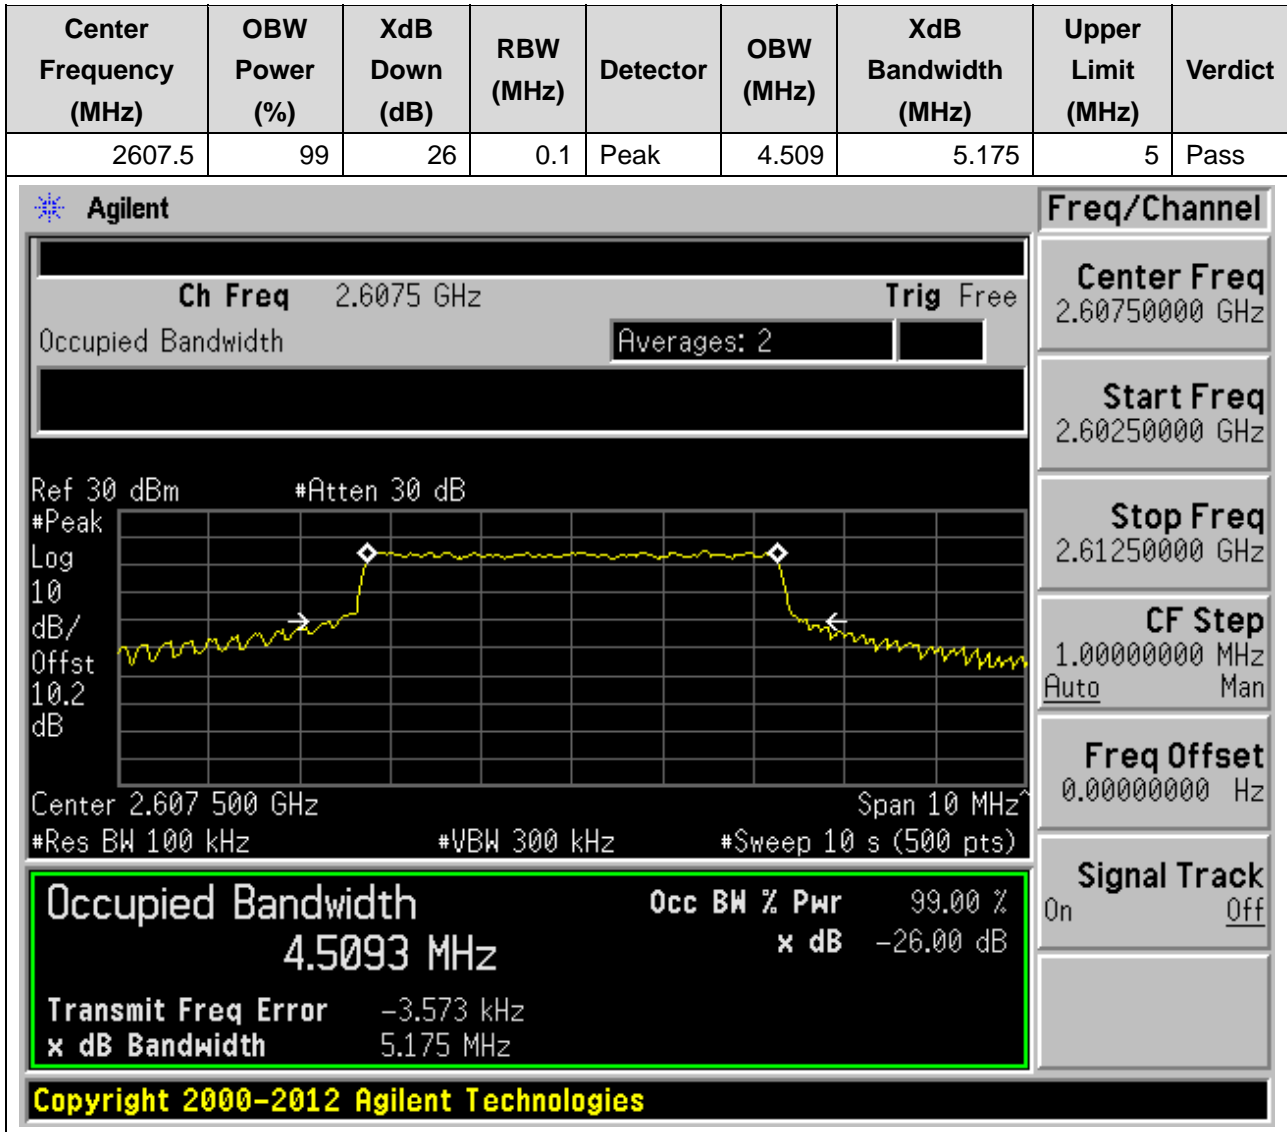 Center Frequency (MHz) OBW Power (%) XdB Down (dB) RBW (MHz) Detector OBW (MHz) XdB Bandwidth (MHz) Upper Limit (MHz) Verdict
2607.5 99 26 0.1 Peak 4.509 5.175 5 Pass
Agilent
Freq/Channel
Ch Freq 2.6075 GHz Trig Free
Occupied Bandwidth Averages: 2
Center Freq
2.60750000 GHz
Start Freq
2.60250000 GHz
Stop Freq
2.61250000 GHz
CF Step
1.00000000 MHz
Auto Man
Freq Offset
0.00000000 Hz
Signal Track
On Off
Ref 30 dBm #Atten 30 dB
#Peak
Log
10
dB/
Offst
10.2
dB
Center 2.607 500 GHz Span 10 MHz^
#Res BW 100 kHz #VBW 300 kHz #Sweep 10 s (500 pts)
Occupied Bandwidth Occ BW % Pwr 99.00 %
4.5093 MHz x dB -26.00 dB
Transmit Freq Error -3.573 kHz
x dB Bandwidth 5.175 MHz
Copyright 2000-2012 Agilent Technologies